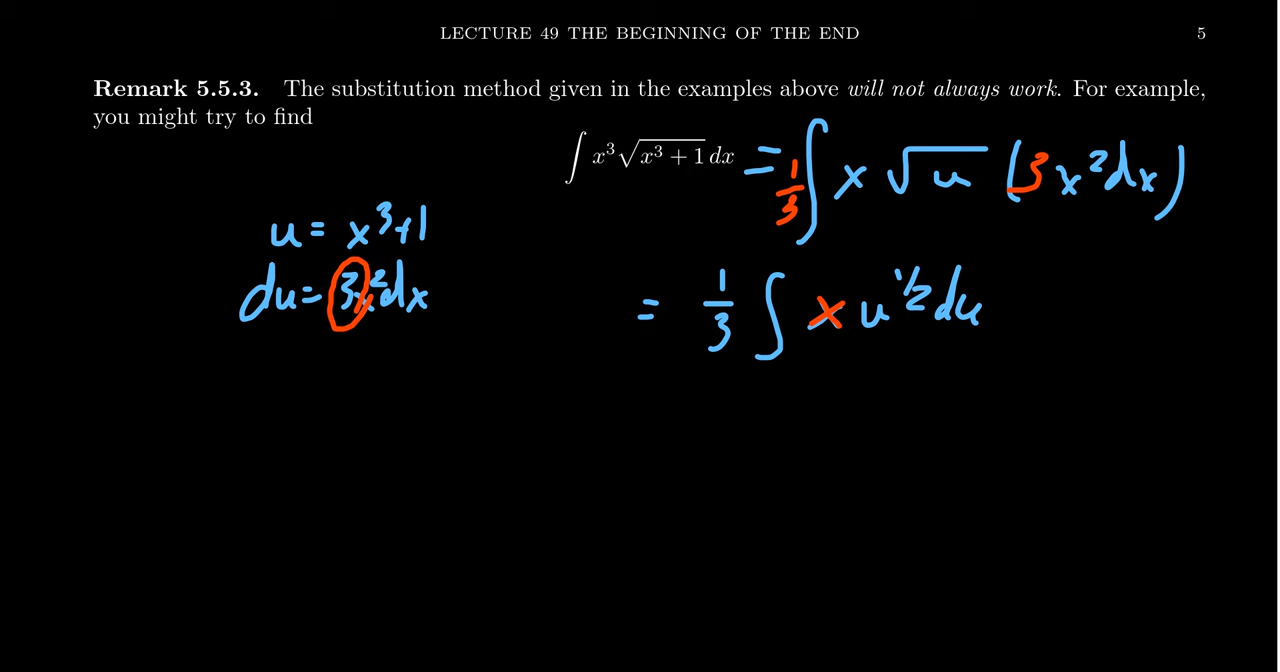 LECTURE 49 THE BEGINNING OF THE END 5
Remark 5.5.3. The substitution method given in the examples above will not always work. For example,
you might try to find
∫ x³√(x³ + 1) dx = 1/3 ∫ x √u (3x²dx)
u = x³+1
du = 3x²dx
= 1/3 ∫ x u^1/2 du